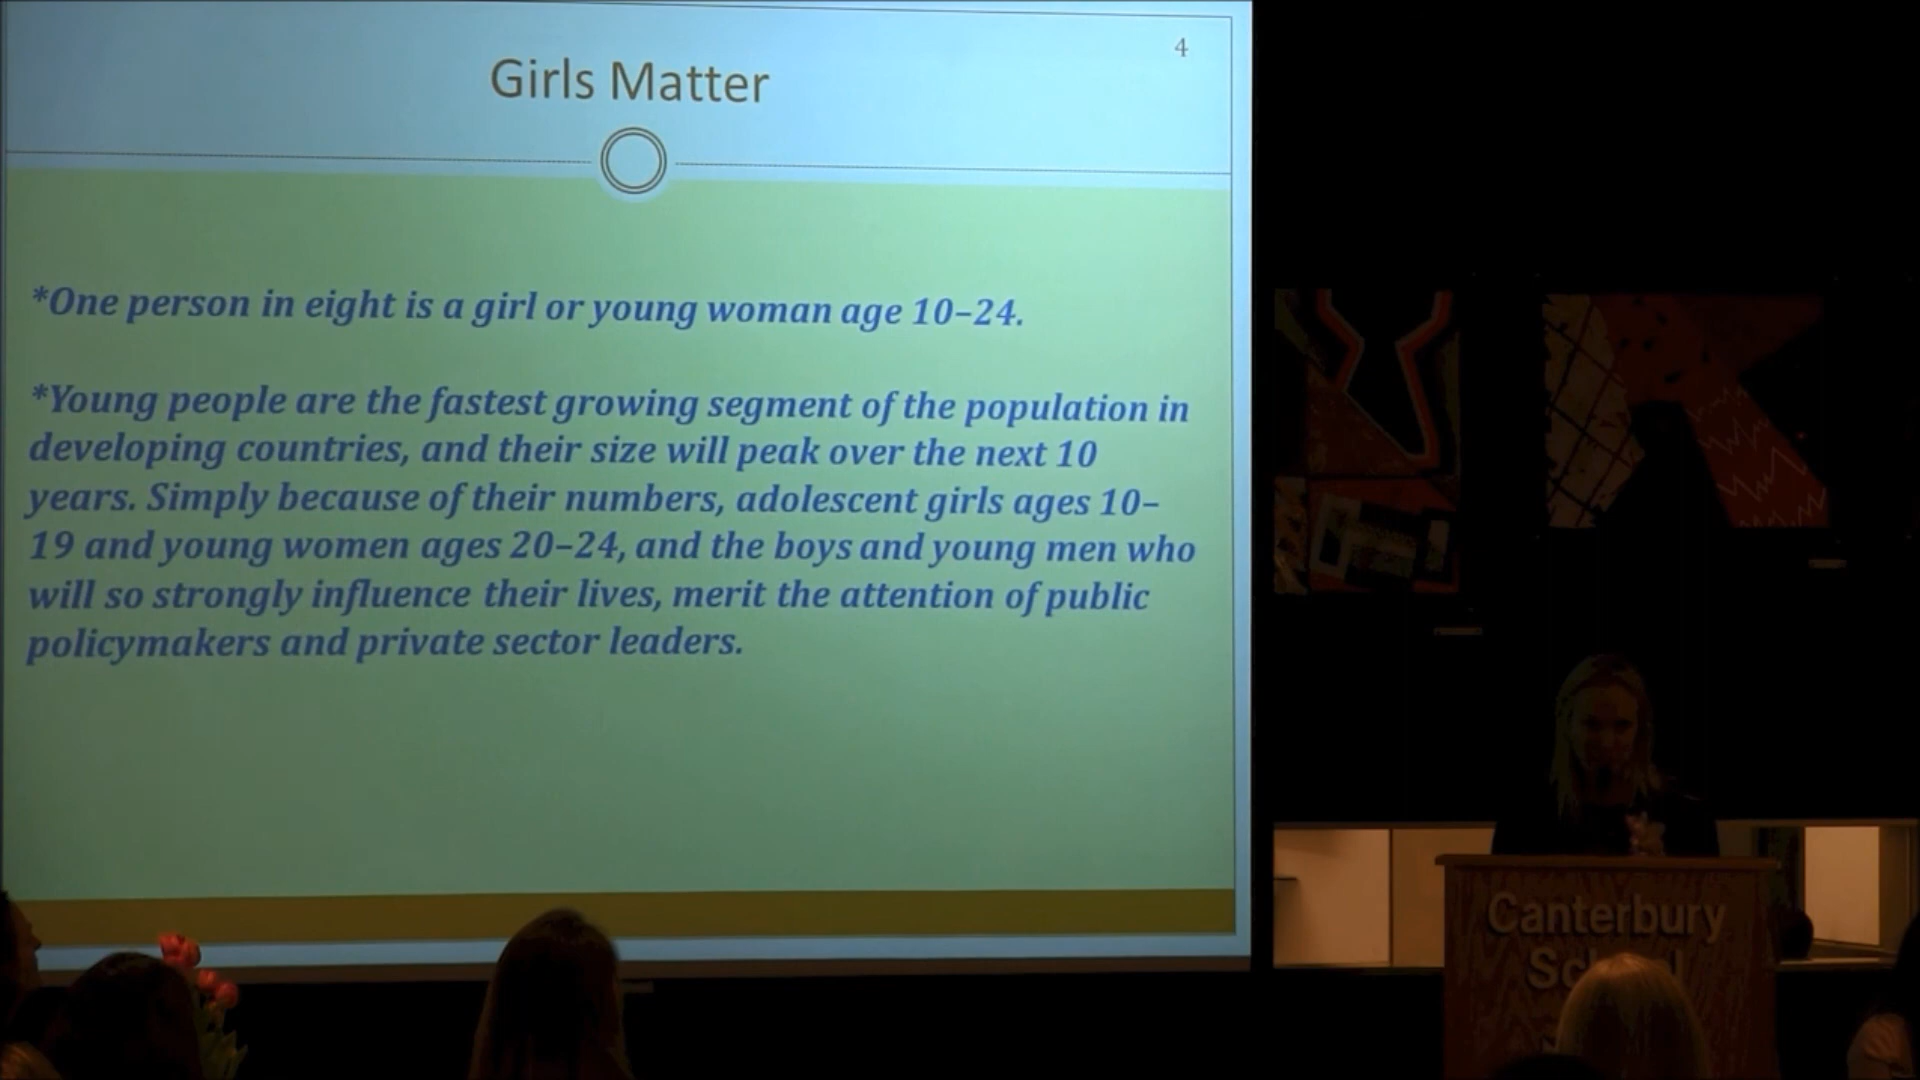 4
Girls Matter
*One person in eight is a girl or young woman age 10–24.
*Young people are the fastest growing segment of the population in
developing countries, and their size will peak over the next 10
years. Simply because of their numbers, adolescent girls ages 10–
19 and young women ages 20–24, and the boys and young men who
will so strongly influence their lives, merit the attention of public
policymakers and private sector leaders.
Canterbury